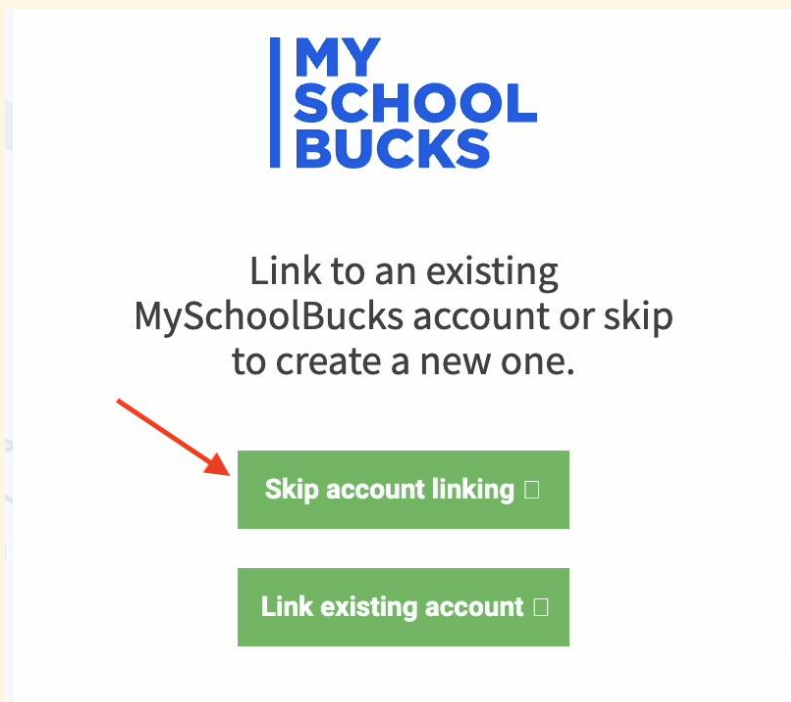 MY
SCHOOL
BUCKS
Link to an existing
MySchoolBucks account or skip
to create a new one.
Skip account linking
Link existing account